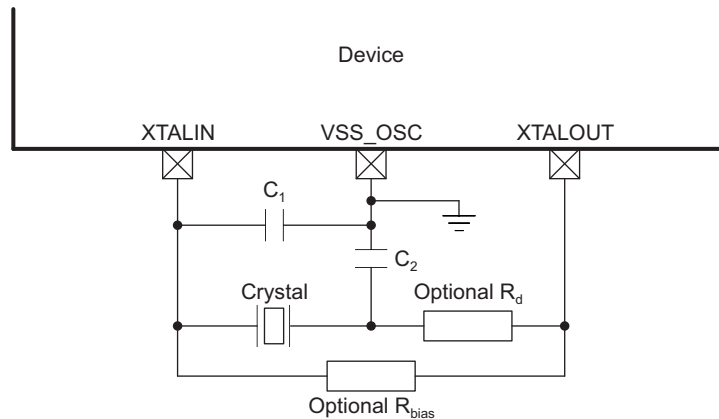 Device
XTALIN
VSS_OSC
XTALOUT
C1
C2
Crystal
Optional Rd
Optional Rbias